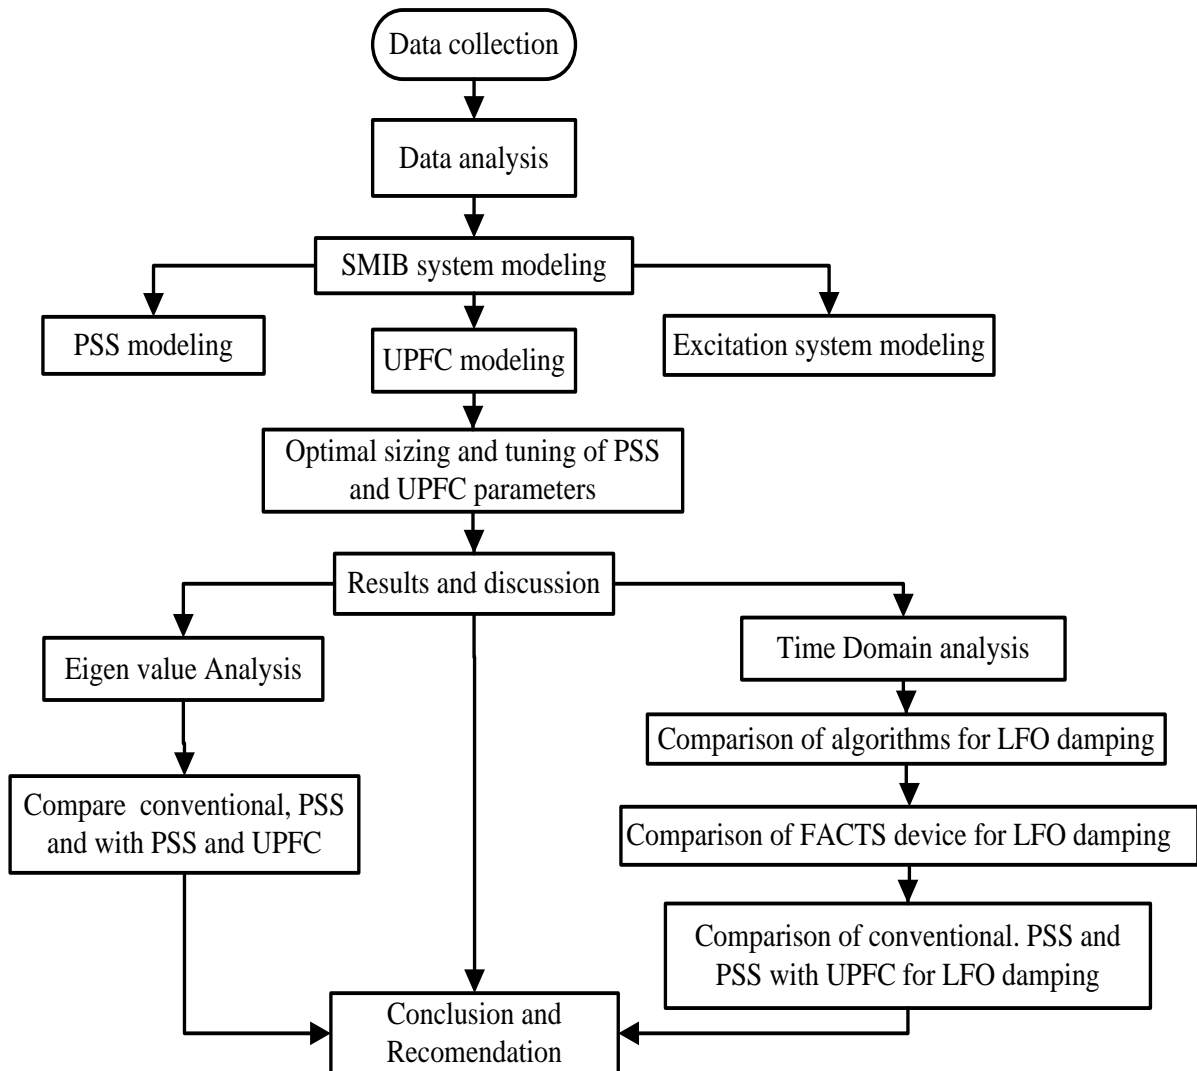 Data collection
Data analysis
SMIB system modeling
PSS modeling
UPFC modeling
Excitation system modeling
Optimal sizing and tuning of PSS
and UPFC parameters
Results and discussion
Eigen value Analysis
Compare conventional, PSS
and with PSS and UPFC
Time Domain analysis
Comparison of algorithms for LFO damping
Comparison of FACTS device for LFO damping
Comparison of conventional. PSS and
PSS with UPFC for LFO damping
Conclusion and
Recomendation